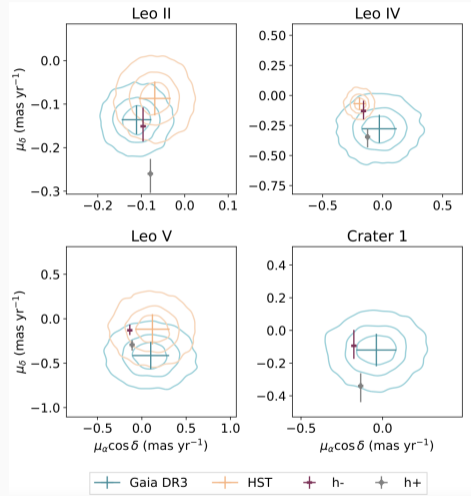 Leo II
Leo IV
0.0
−0.1
−0.2
−0.3
μδ (mas yr⁻¹)
−0.2 −0.1 0.0 0.1
0.50
0.25
0.00
−0.25
−0.50
−0.75
−0.5 0.0 0.5
Leo V
Crater 1
0.5
0.0
−0.5
−1.0
μδ (mas yr⁻¹)
−0.5 0.0 0.5 1.0
μαcos δ (mas yr⁻¹)
0.4
0.2
0.0
−0.2
−0.4
−0.5 0.0
μαcos δ (mas yr⁻¹)
Gaia DR3 HST h- h+